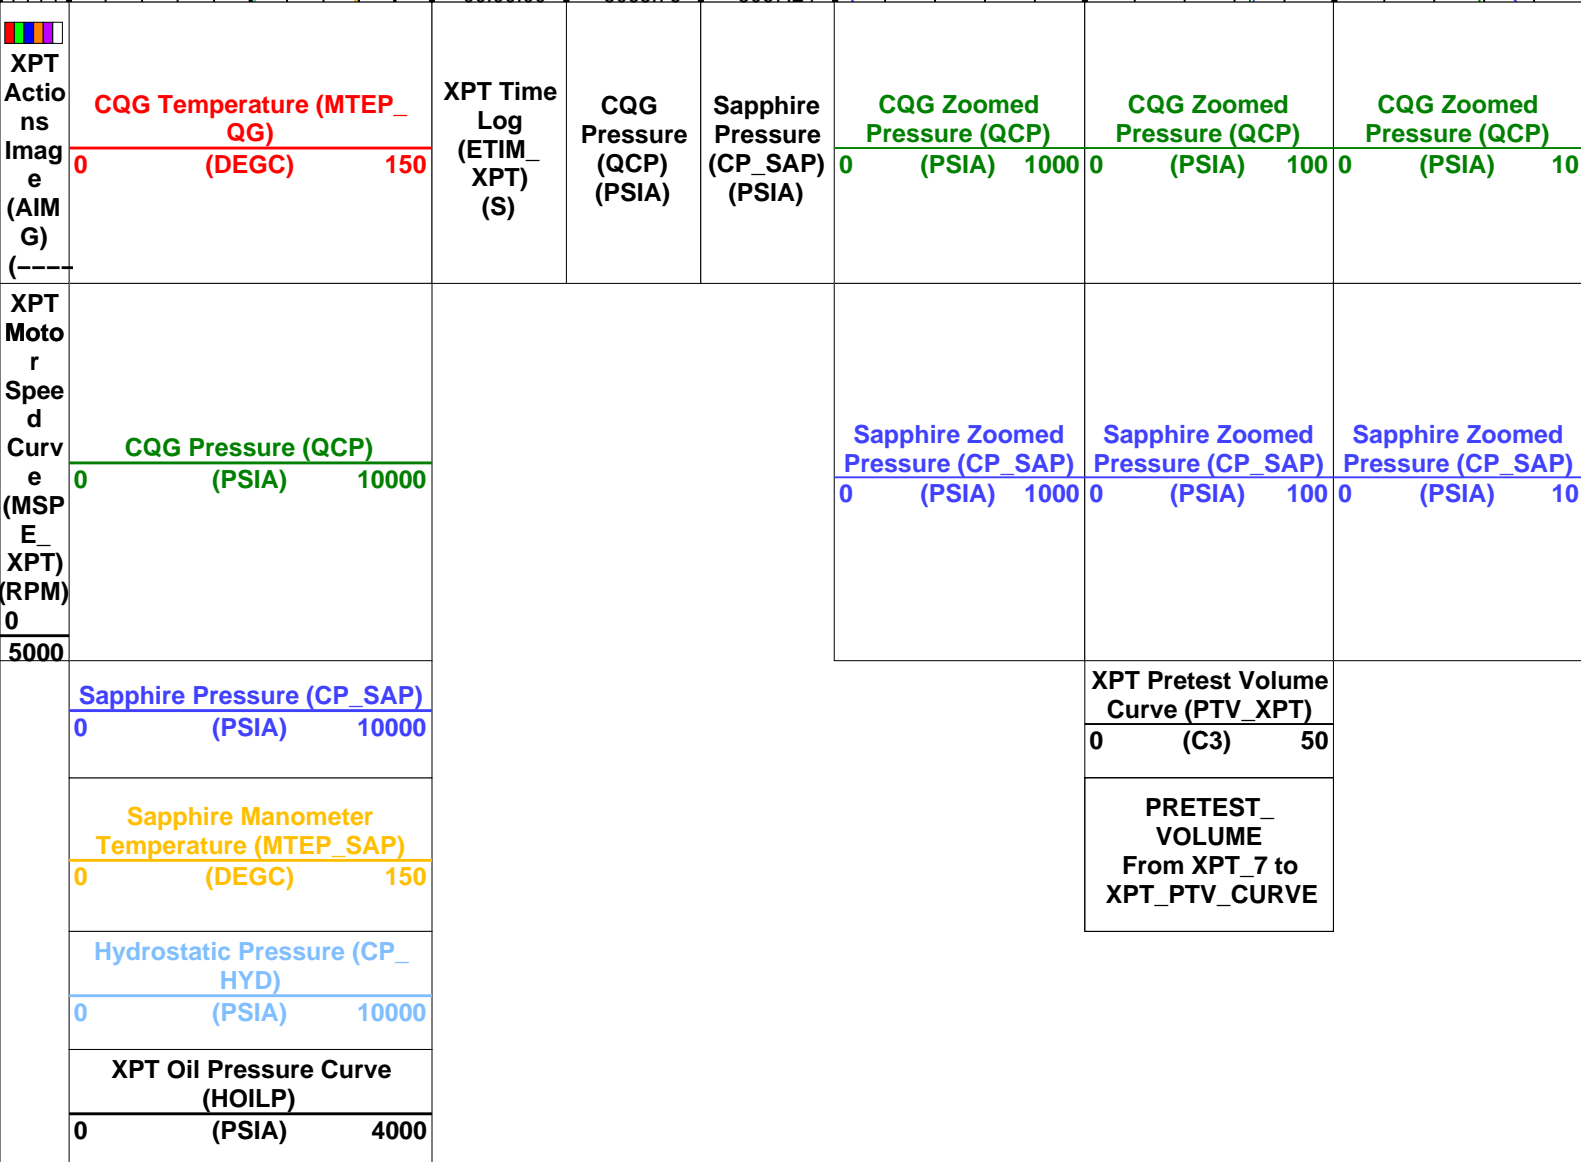 XPT
Actio
ns
Imag
e
(AIM
G)
(----
CQG Temperature (MTEP_
QG)
0 (DEGC) 150
XPT Time
Log
(ETIM_
XPT)
(S)
CQG
Pressure
(QCP)
(PSIA)
Sapphire
Pressure
(CP_SAP)
(PSIA)
CQG Zoomed
Pressure (QCP)
0 (PSIA) 1000
CQG Zoomed
Pressure (QCP)
0 (PSIA) 100
CQG Zoomed
Pressure (QCP)
0 (PSIA) 10
XPT
Moto
r
Spee
d
Curv
e
(MSP
E_
XPT)
(RPM)
0
5000
CQG Pressure (QCP)
0 (PSIA) 10000
Sapphire Zoomed
Pressure (CP_SAP)
0 (PSIA) 1000
Sapphire Zoomed
Pressure (CP_SAP)
0 (PSIA) 100
Sapphire Zoomed
Pressure (CP_SAP)
0 (PSIA) 10
Sapphire Pressure (CP_SAP)
0 (PSIA) 10000
XPT Pretest Volume
Curve (PTV_XPT)
0 (C3) 50
Sapphire Manometer
Temperature (MTEP_SAP)
0 (DEGC) 150
PRETEST_
VOLUME
From XPT_7 to
XPT_PTV_CURVE
Hydrostatic Pressure (CP_
HYD)
0 (PSIA) 10000
XPT Oil Pressure Curve
(HOILP)
0 (PSIA) 4000